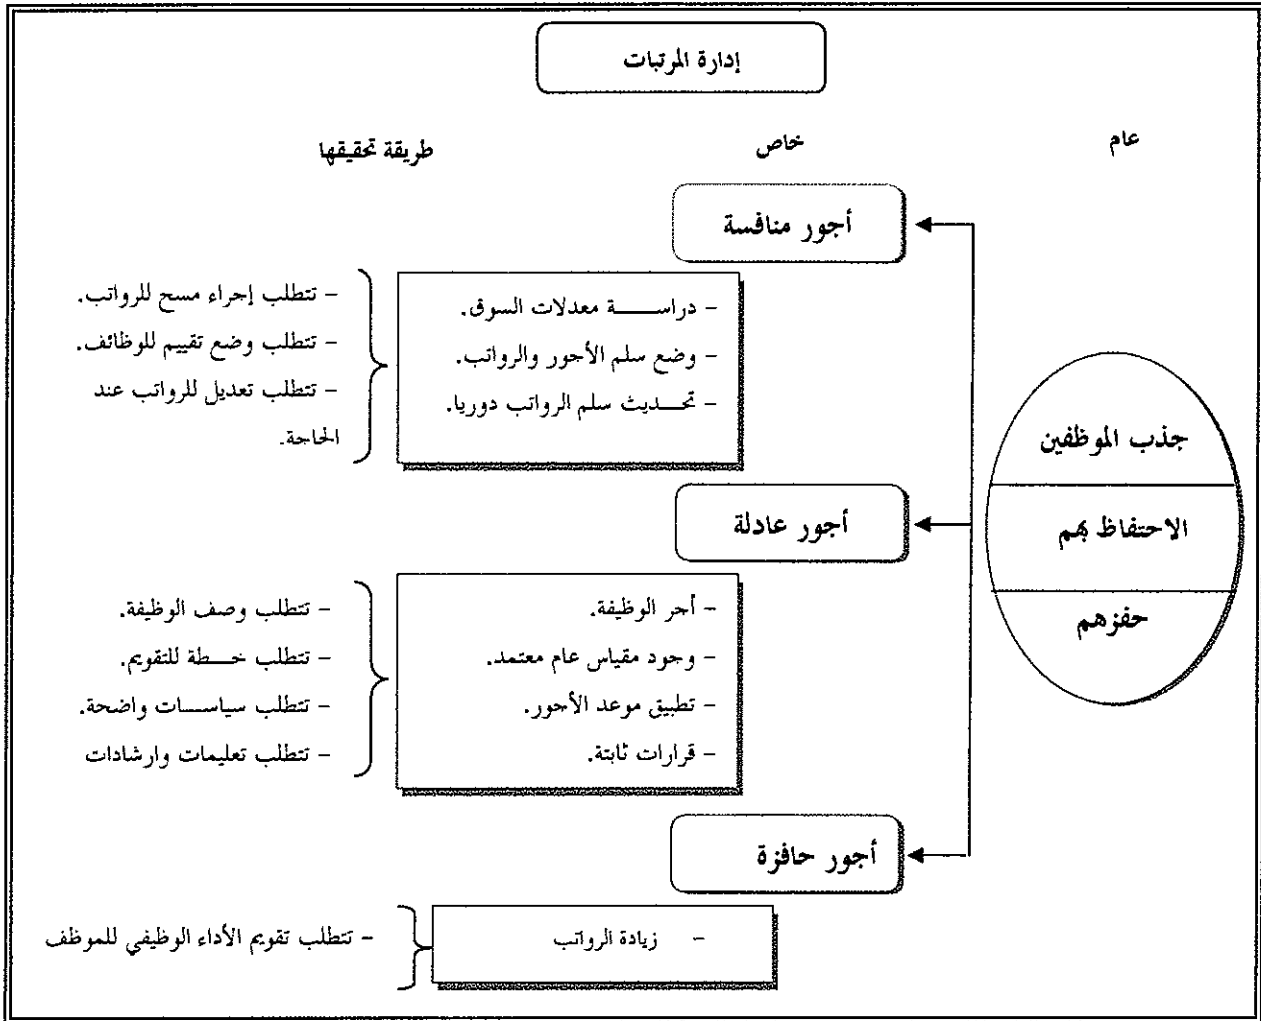 إدارة المرتبات
عام
خاص
طريقة تحقيقها
جذب الموظفين
الاحتفاظ بهم
حفزهم
أجور منافسة
- دراســـــة معدلات السوق.
- وضع سلم الأجور والرواتب.
- تحـــديث سلم الرواتب دوريا.
- تتطلب إجراء مسح للرواتب.
- تتطلب وضع تقييم للوظائف.
- تتطلب تعديل للرواتب عند
الحاجة.
أجور عادلة
- أجر الوظيفة.
- وجود مقياس عام معتمد.
- تطبيق موعد الأجور.
- قرارات ثابتة.
- تتطلب وصف الوظيفة.
- تتطلب خـــطة للتقويم.
- تتطلب سياســـات واضحة.
- تتطلب تعليمات وارشادات
أجور حافزة
- زيادة الرواتب
- تتطلب تقويم الأداء الوظيفي للموظف